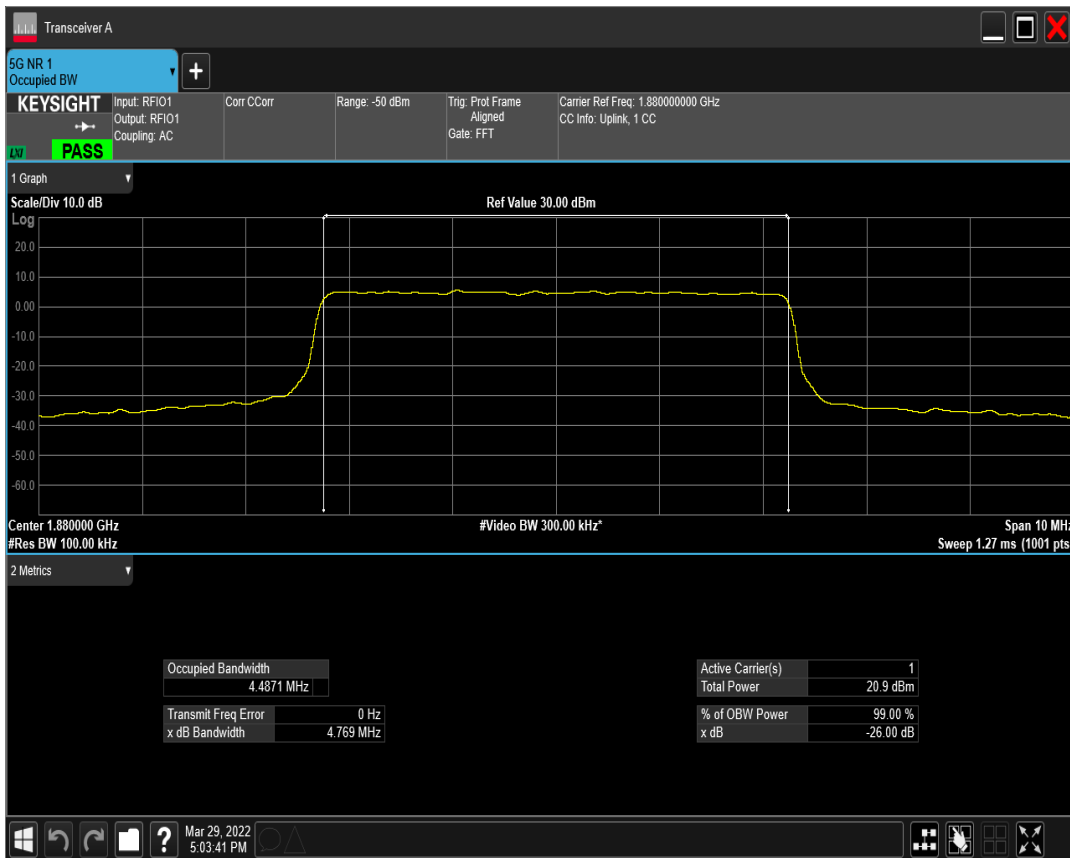 Transceiver A
5G NR 1
Occupied BW
+
KEYSIGHT
LXI
PASS
Input: RFIO1
Output: RFIO1
Coupling: AC
Corr CCorr
Range: -50 dBm
Trig: Prot Frame
Aligned
Gate: FFT
Carrier Ref Freq: 1.880000000 GHz
CC Info: Uplink, 1 CC
1 Graph
Scale/Div 10.0 dB
Ref Value 30.00 dBm
Log
20.0
10.0
0.00
-10.0
-20.0
-30.0
-40.0
-50.0
-60.0
Center 1.880000 GHz
#Video BW 300.00 kHz*
Span 10 MHz
#Res BW 100.00 kHz
Sweep 1.27 ms (1001 pts
2 Metrics
Occupied Bandwidth
4.4871 MHz
Transmit Freq Error 0 Hz
x dB Bandwidth 4.769 MHz
Active Carrier(s) 1
Total Power 20.9 dBm
% of OBW Power 99.00 %
x dB -26.00 dB
?
Mar 29, 2022
5:03:41 PM